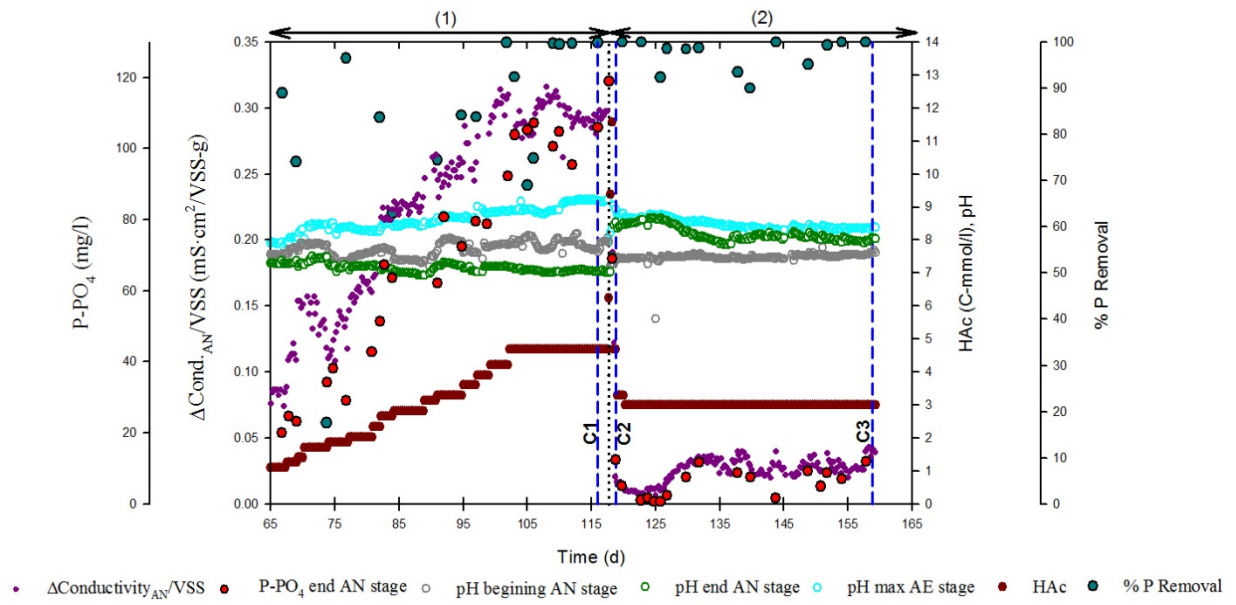 (1) (2)
P-PO4 (mg/l)
0 20 40 60 80 100 120
ΔCond.AN/VSS (mS·cm2/VSS-g)
0.00 0.05 0.10 0.15 0.20 0.25 0.30 0.35
HAc (C-mmol/l), pH
0 1 2 3 4 5 6 7 8 9 10 11 12 13 14
% P Removal
0 10 20 30 40 50 60 70 80 90 100
C1 C2 C3
65 75 85 95 105 115 125 135 145 155 165
Time (d)
ΔConductivityAN/VSS P-PO4 end AN stage pH begining AN stage pH end AN stage pH max AE stage HAc % P Removal